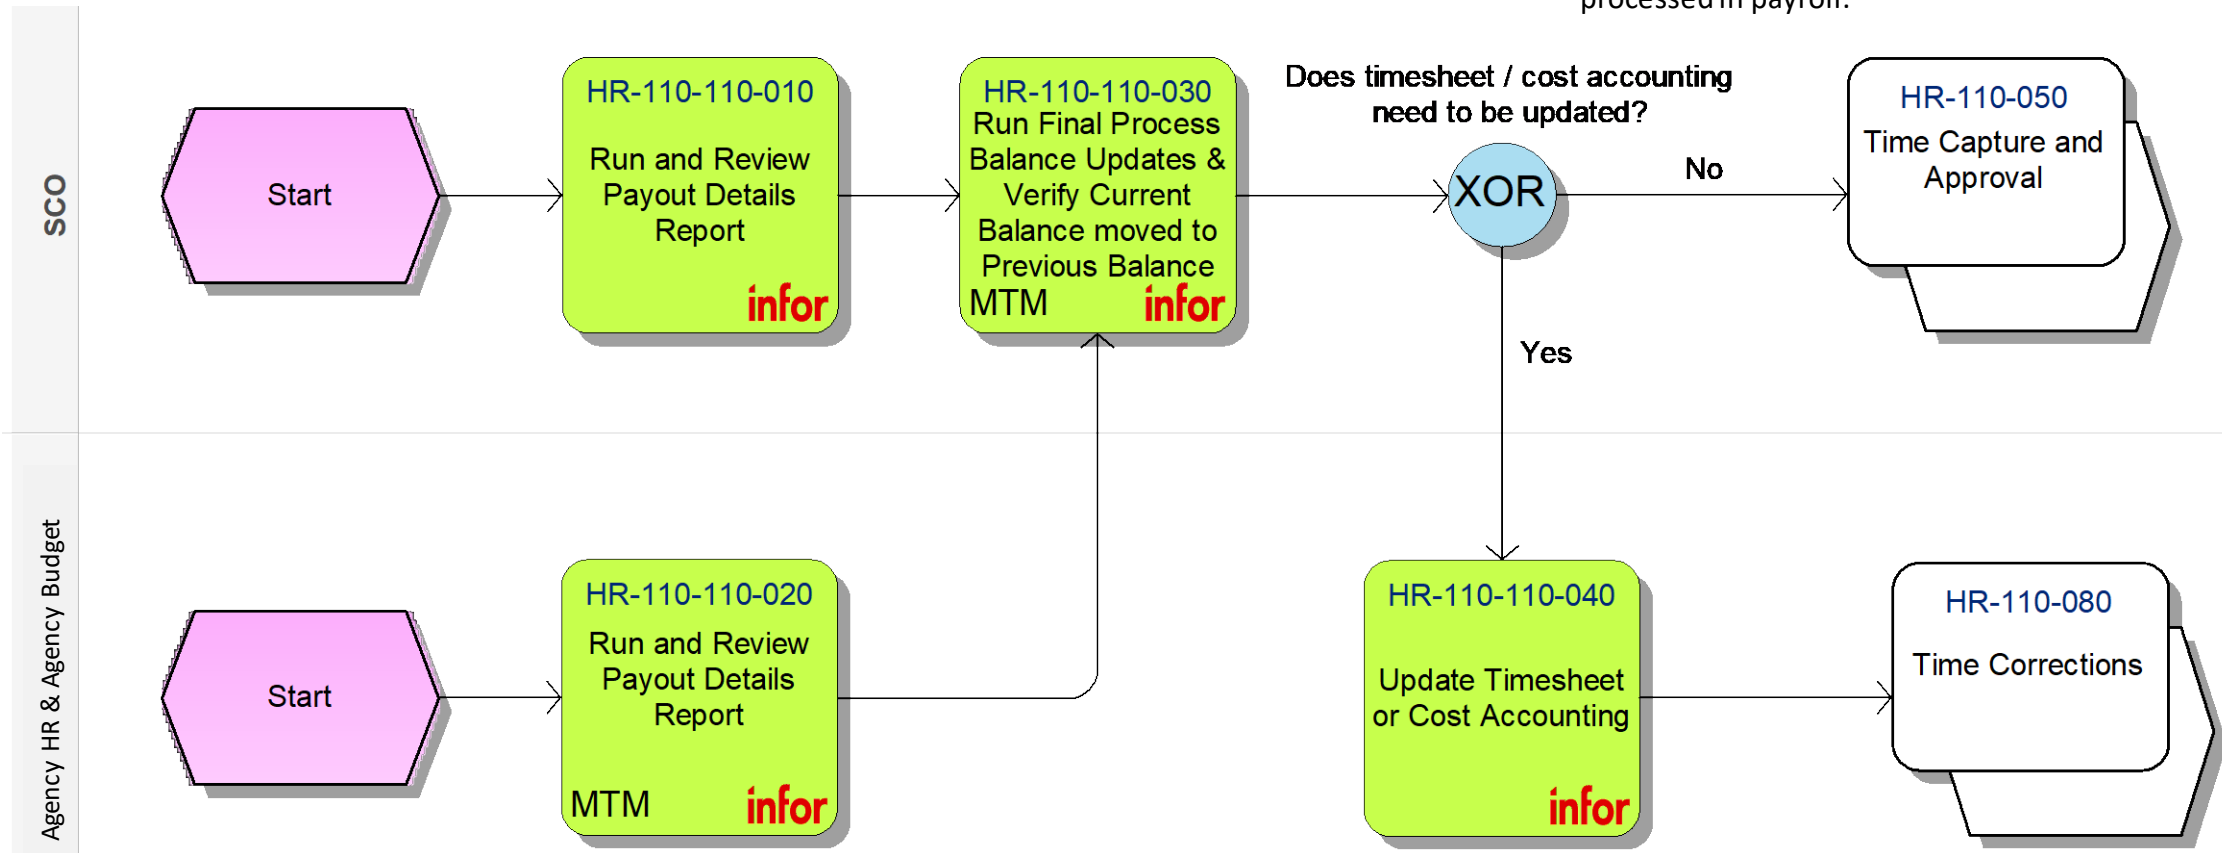 processed in payroll.
SCO
Start
HR-110-110-010
Run and Review
Payout Details
Report
infor
HR-110-110-030
Run Final Process
Balance Updates &
Verify Current
Balance moved to
Previous Balance
MTM
infor
Does timesheet / cost accounting
need to be updated?
XOR
No
Yes
HR-110-050
Time Capture and
Approval
Agency HR & Agency Budget
Start
HR-110-110-020
Run and Review
Payout Details
Report
MTM
infor
HR-110-110-040
Update Timesheet
or Cost Accounting
infor
HR-110-080
Time Corrections